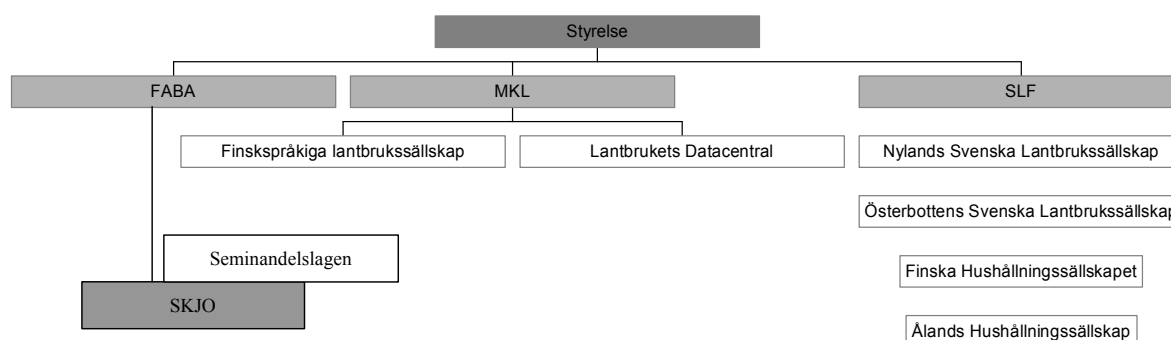 Styrelse
FABA
MKL
SLF
Finskspråkiga lantbrukssällskap
Lantbrukets Datacentral
Nylands Svenska Lantbrukssällskap
Österbottens Svenska Lantbrukssällskap
Seminandelslagen
Finska Hushållningssällskapet
SKJO
Ålands Hushållningssällskap